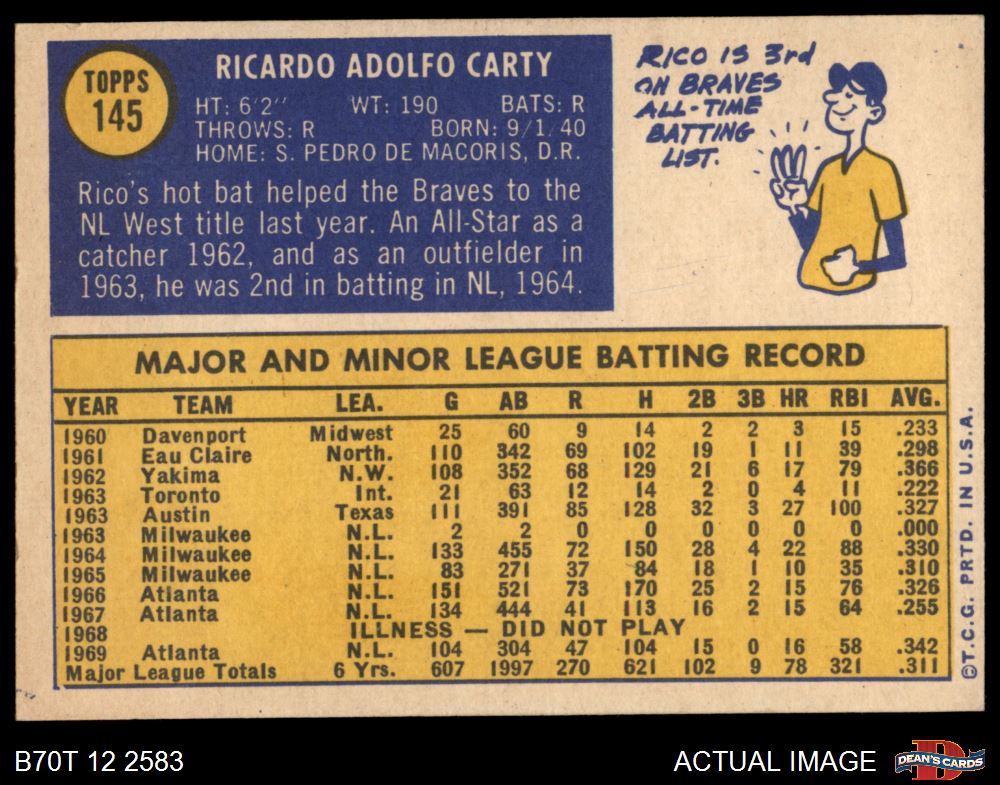 TOPPS
145
RICARDO ADOLFO CARTY
HT: 6'2" WT: 190 BATS: R
THROWS: R BORN: 9/1/40
HOME: S. PEDRO DE MACORIS, D.R.
Rico's hot bat helped the Braves to the
NL West title last year. An All-Star as a
catcher 1962, and as an outfielder in
1963, he was 2nd in batting in NL, 1964.
RICO IS 3rd
ON BRAVES
ALL-TIME
BATTING
LIST.
MAJOR AND MINOR LEAGUE BATTING RECORD
YEAR TEAM LEA. G AB R H 2B 3B HR RBI AVG.
1960 Davenport Midwest 25 60 9 14 2 2 3 15 .233
1961 Eau Claire North. 110 342 69 102 19 1 11 39 .298
1962 Yakima N.W. 108 352 68 129 21 6 17 79 .366
1963 Toronto Int. 21 63 12 14 2 0 4 11 .222
1963 Austin Texas 111 391 85 128 32 3 27 100 .327
1963 Milwaukee N.L. 2 2 0 0 0 0 0 0 .000
1964 Milwaukee N.L. 133 455 72 150 28 4 22 88 .330
1965 Milwaukee N.L. 83 271 37 84 18 1 10 35 .310
1966 Atlanta N.L. 151 521 73 170 25 2 15 76 .326
1967 Atlanta N.L. 134 444 41 113 16 2 15 64 .255
1968 ILLNESS — DID NOT PLAY
1969 Atlanta N.L. 104 304 47 104 15 0 16 58 .342
Major League Totals 6 Yrs. 607 1997 270 621 102 9 78 321 .311
©T.C.G. PRTD. IN U.S.A.
B70T 12 2583
ACTUAL IMAGE
D
DEAN'S CARDS